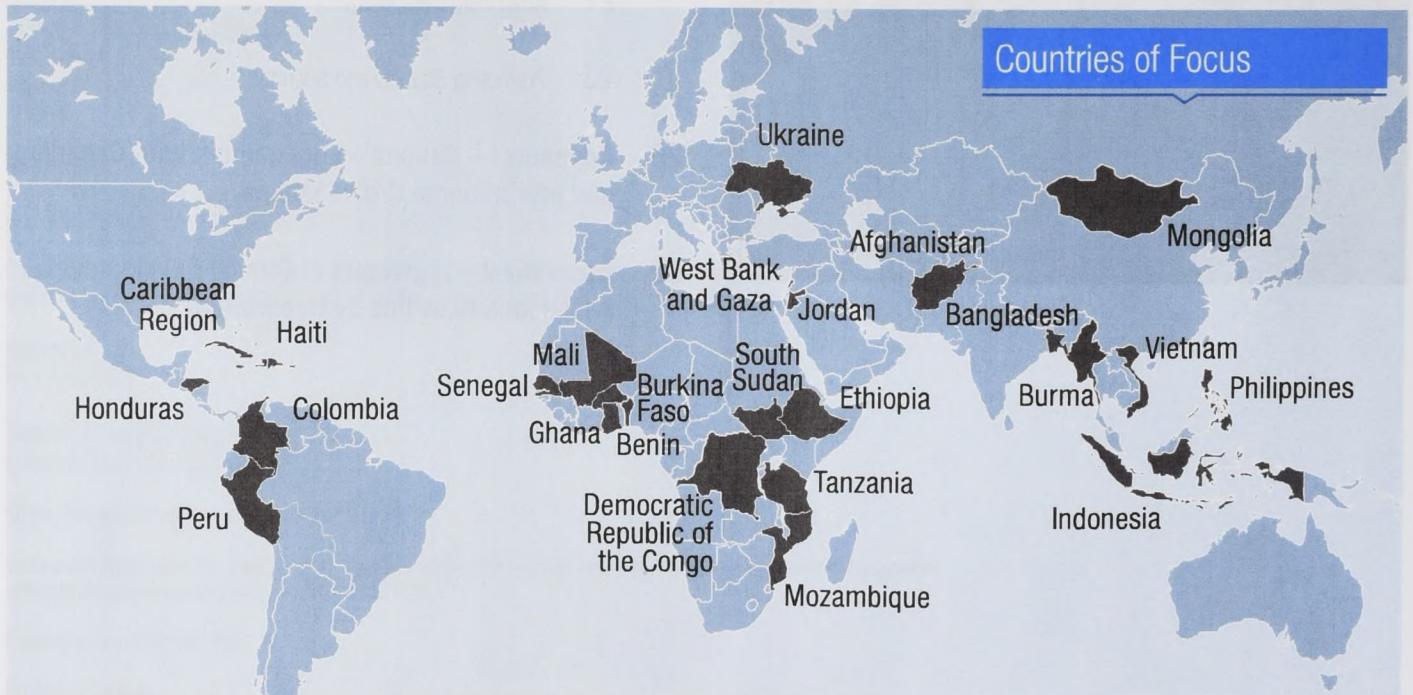 Countries of Focus
Ukraine
Mongolia
Afghanistan
West Bank
and Gaza
Jordan
Bangladesh
Caribbean
Region
Haiti
Mali
South
Sudan
Vietnam
Senegal
Burkina
Faso
Ethiopia
Burma
Philippines
Honduras
Colombia
Ghana
Benin
Tanzania
Democratic
Republic of
the Congo
Peru
Indonesia
Mozambique